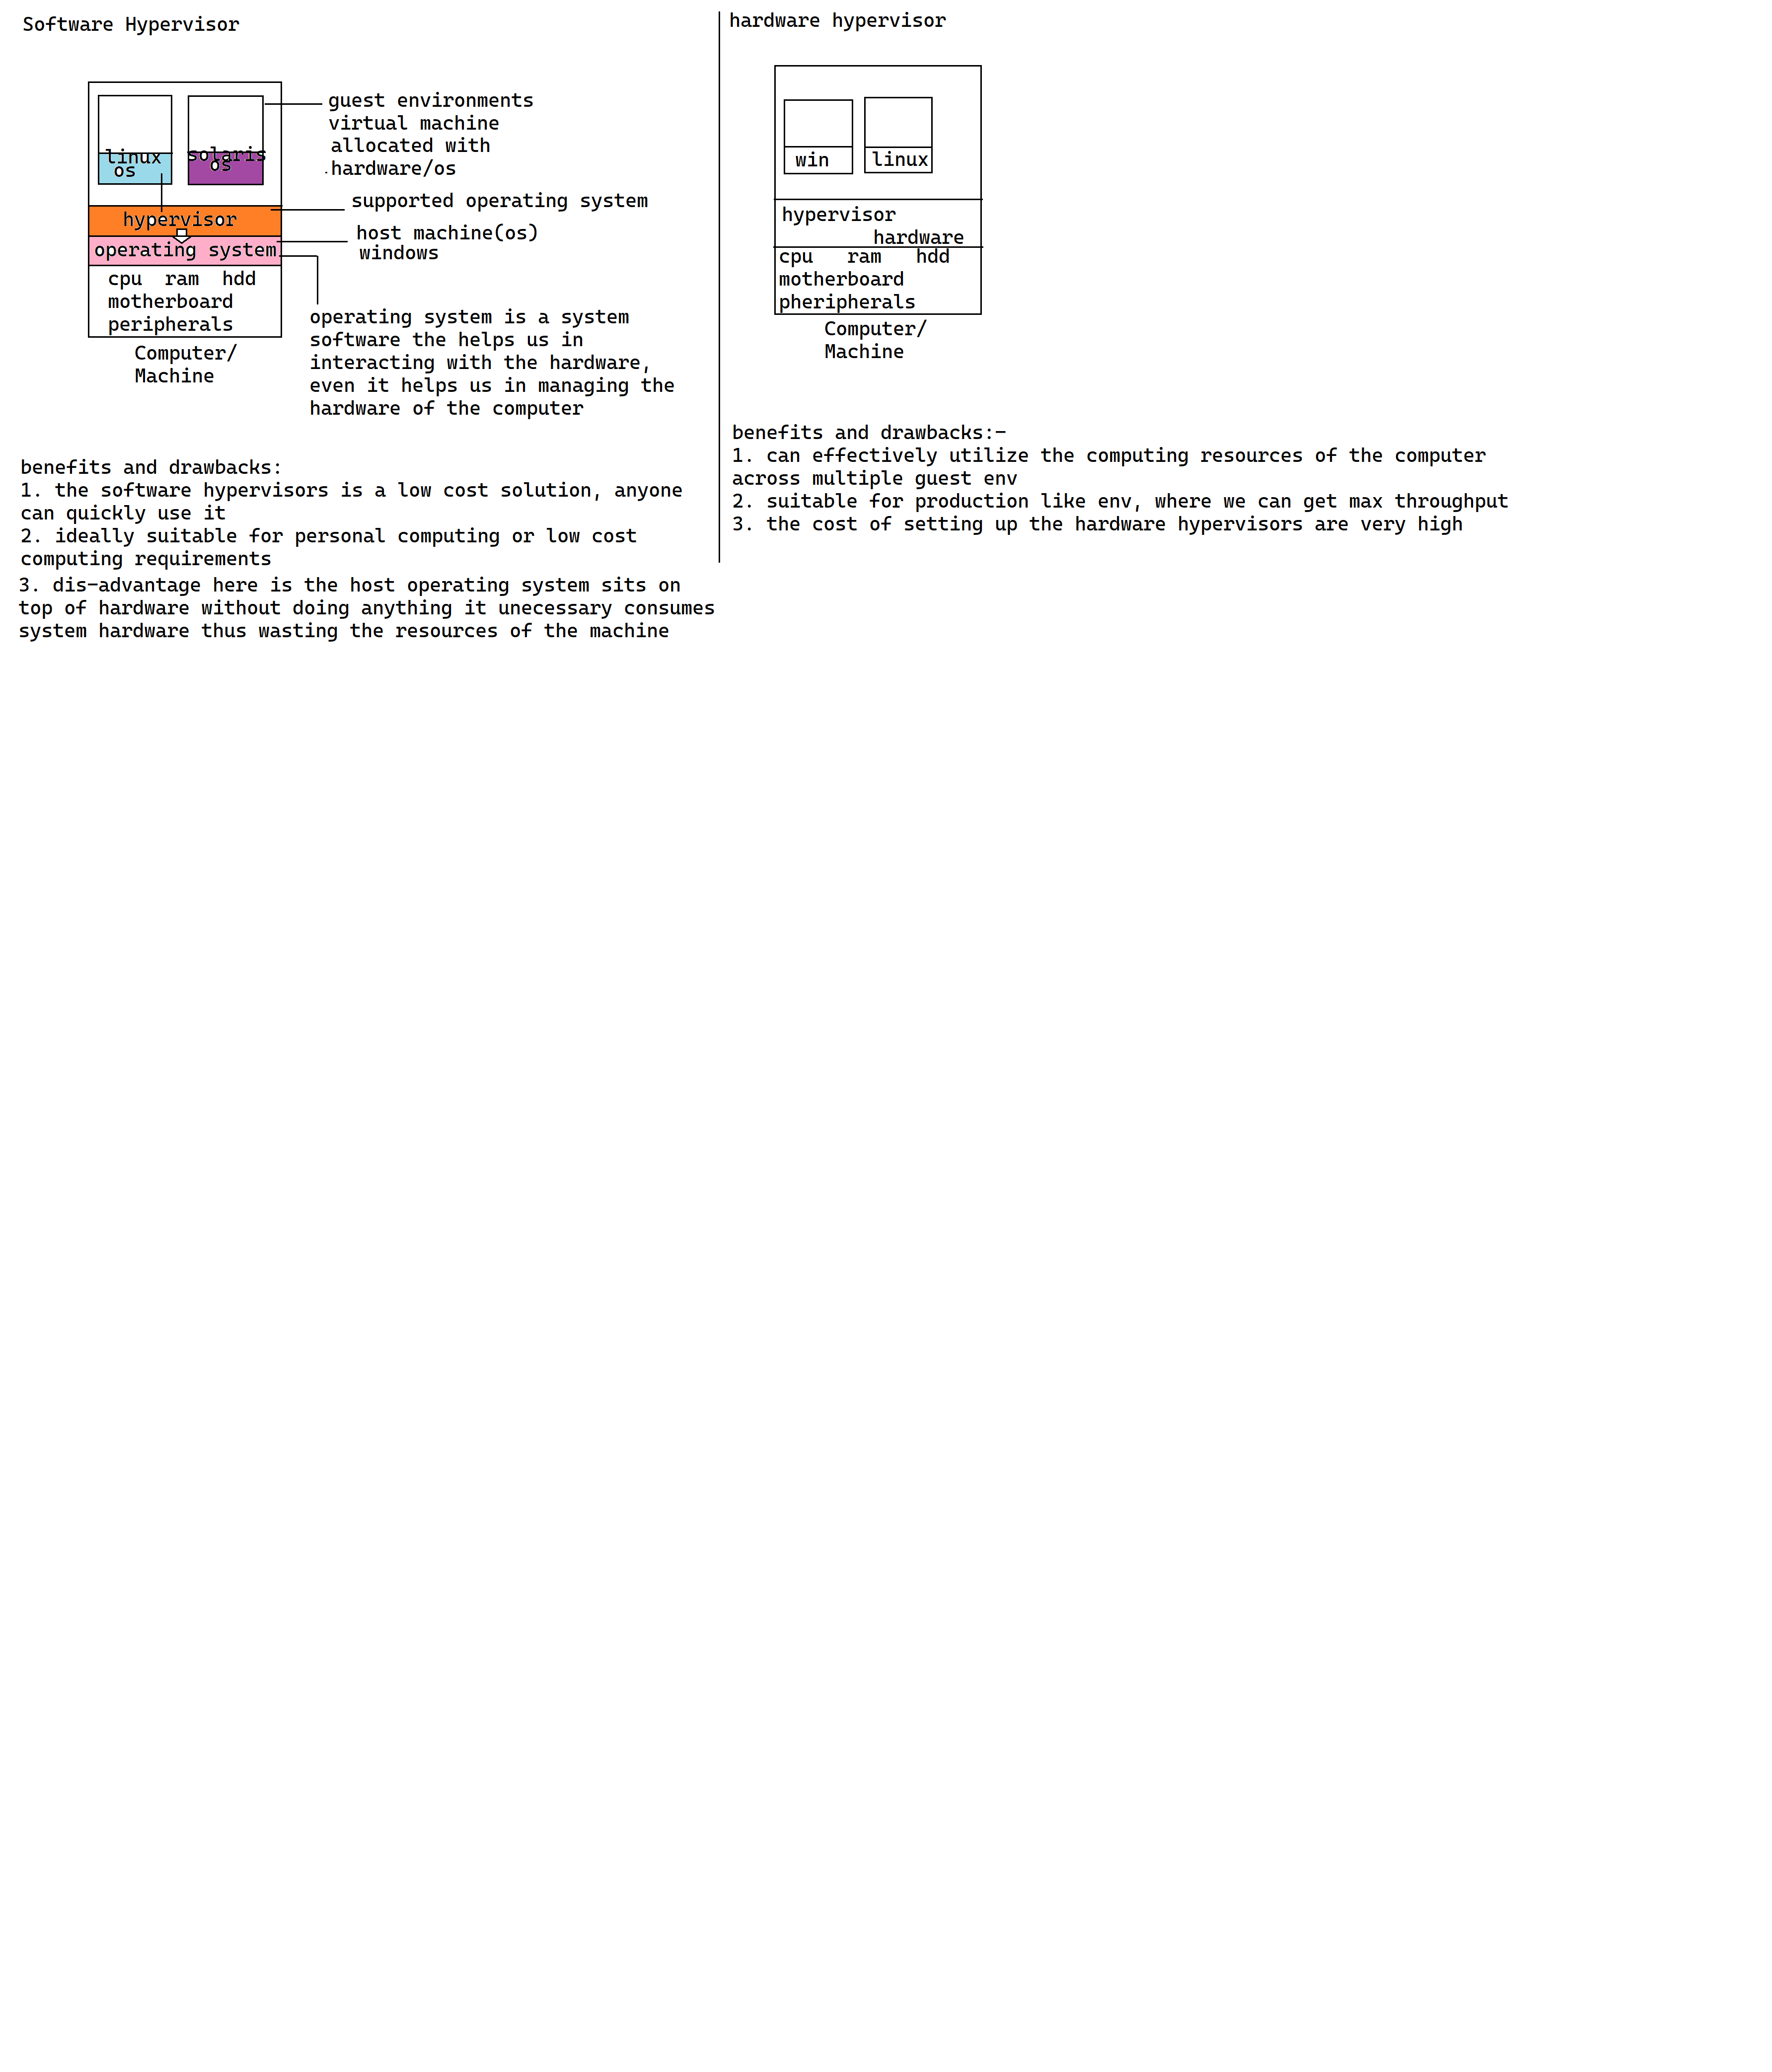 Software Hypervisor
guest environments
virtual machine
allocated with
.hardware/os
linux
os
solaris
os
supported operating system
hypervisor
host machine(os)
windows
operating system
cpu ram hdd
motherboard
peripherals
Computer/
Machine
operating system is a system
software the helps us in
interacting with the hardware,
even it helps us in managing the
hardware of the computer
benefits and drawbacks:
1. the software hypervisors is a low cost solution, anyone
can quickly use it
2. ideally suitable for personal computing or low cost
computing requirements
3. dis-advantage here is the host operating system sits on
top of hardware without doing anything it unecessary consumes
system hardware thus wasting the resources of the machine
hardware hypervisor
win
linux
hypervisor
hardware
cpu ram hdd
motherboard
pheripherals
Computer/
Machine
benefits and drawbacks:-
1. can effectively utilize the computing resources of the computer
across multiple guest env
2. suitable for production like env, where we can get max throughput
3. the cost of setting up the hardware hypervisors are very high